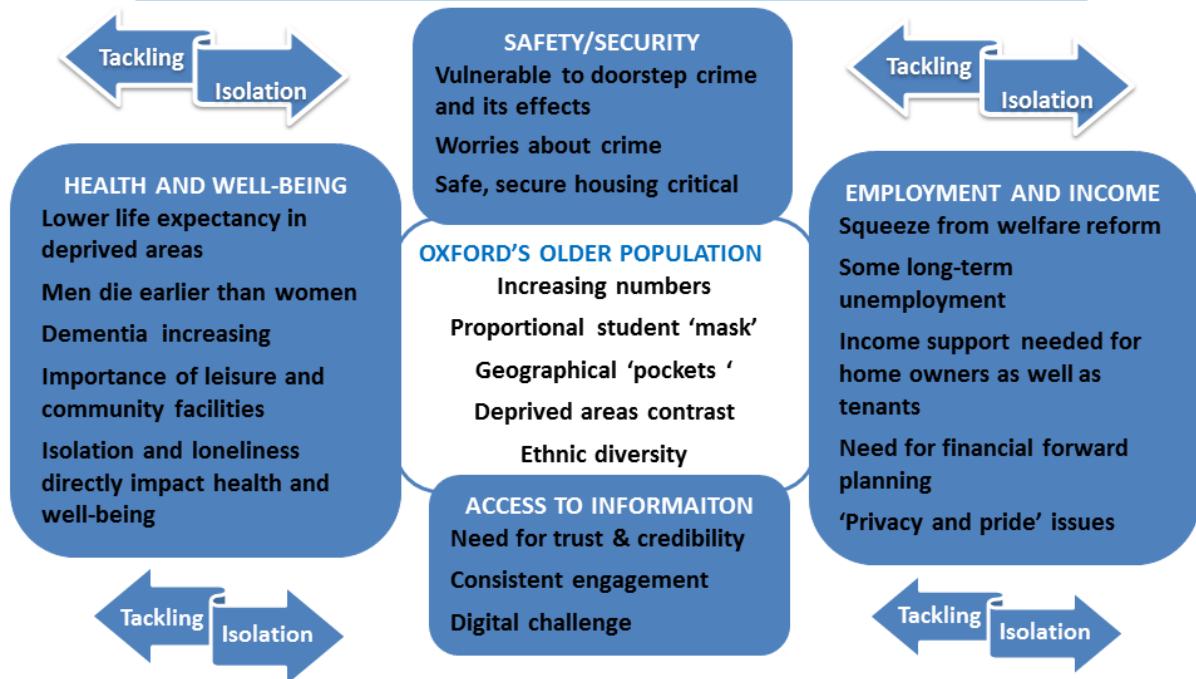 Tackling
Isolation
SAFETY/SECURITY
Vulnerable to doorstep crime
and its effects
Worries about crime
Safe, secure housing critical
Tackling
Isolation
HEALTH AND WELL-BEING
Lower life expectancy in
deprived areas
Men die earlier than women
Dementia increasing
Importance of leisure and
community facilities
Isolation and loneliness
directly impact health and
well-being
OXFORD'S OLDER POPULATION
Increasing numbers
Proportional student ‘mask’
Geographical ‘pockets ‘
Deprived areas contrast
Ethnic diversity
EMPLOYMENT AND INCOME
Squeeze from welfare reform
Some long-term
unemployment
Income support needed for
home owners as well as
tenants
Need for financial forward
planning
‘Privacy and pride’ issues
ACCESS TO INFORMAITON
Need for trust & credibility
Consistent engagement
Digital challenge
Tackling
Isolation
Tackling
Isolation